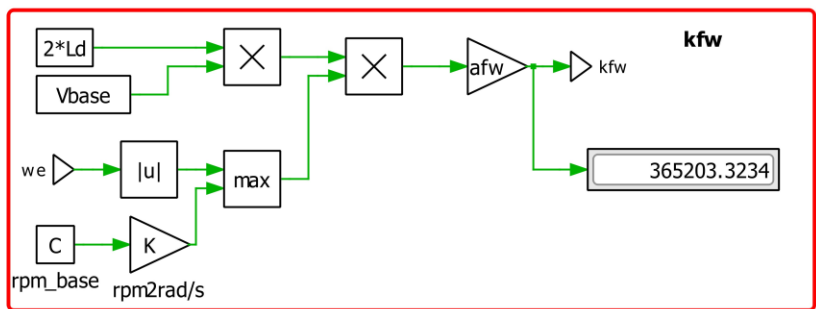 kfw
2*Ld
Vbase
afw
kfw
365203.3234
we
|u|
max
C
K
rpm_base
rpm2rad/s